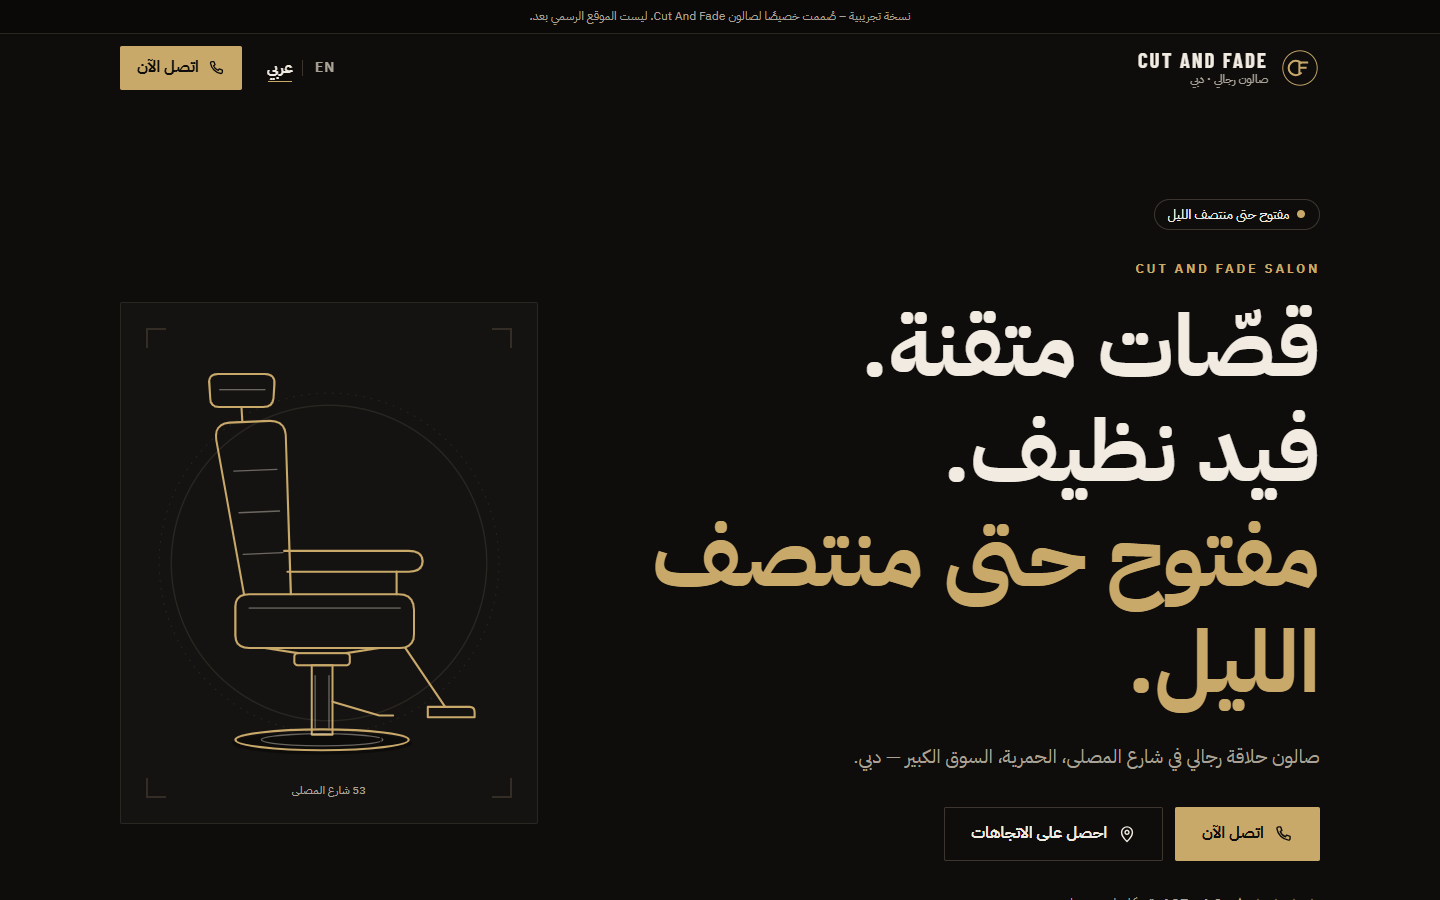 نسخة تجريبية – صُممت خصيصًا لصالون Cut And Fade. ليست الموقع الرسمي بعد.
CUT AND FADE
صالون رجالي · دبي
EN
عربي
اتصل الآن
مفتوح حتى منتصف الليل
CUT AND FADE SALON
قصّات متقنة.
فيد نظيف.
مفتوح حتى منتصف
الليل.
صالون حلاقة رجالي في شارع المصلى، الحمرية، السوق الكبير — دبي.
اتصل الآن
احصل على الاتجاهات
53 شارع المصلى